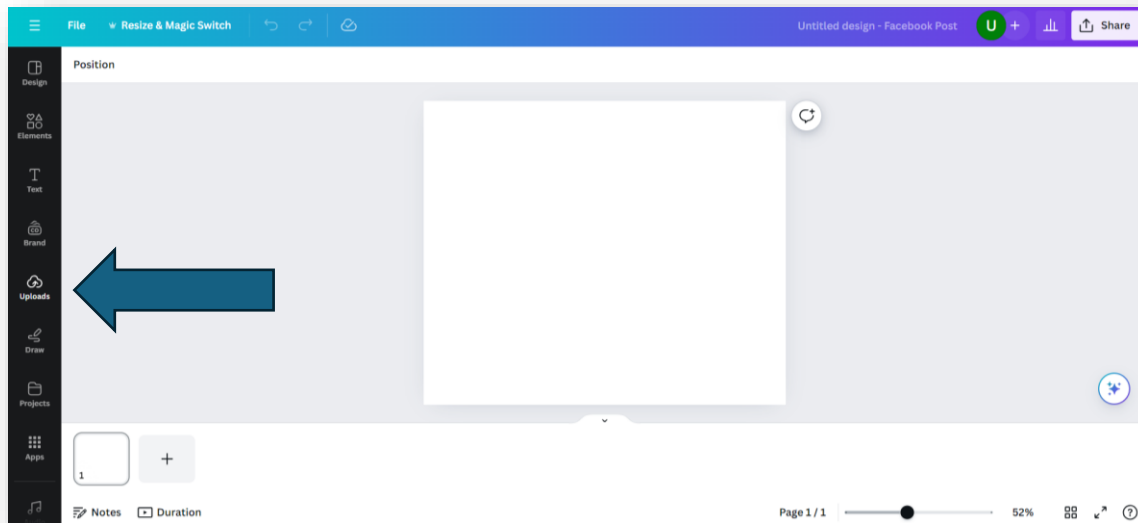 File
Resize & Magic Switch
Untitled design - Facebook Post
U
+
Share
Design
Position
Elements
Text
Brand
CO
Uploads
Draw
Projects
Apps
1
+
Notes
Duration
Page 1 / 1
52%
?